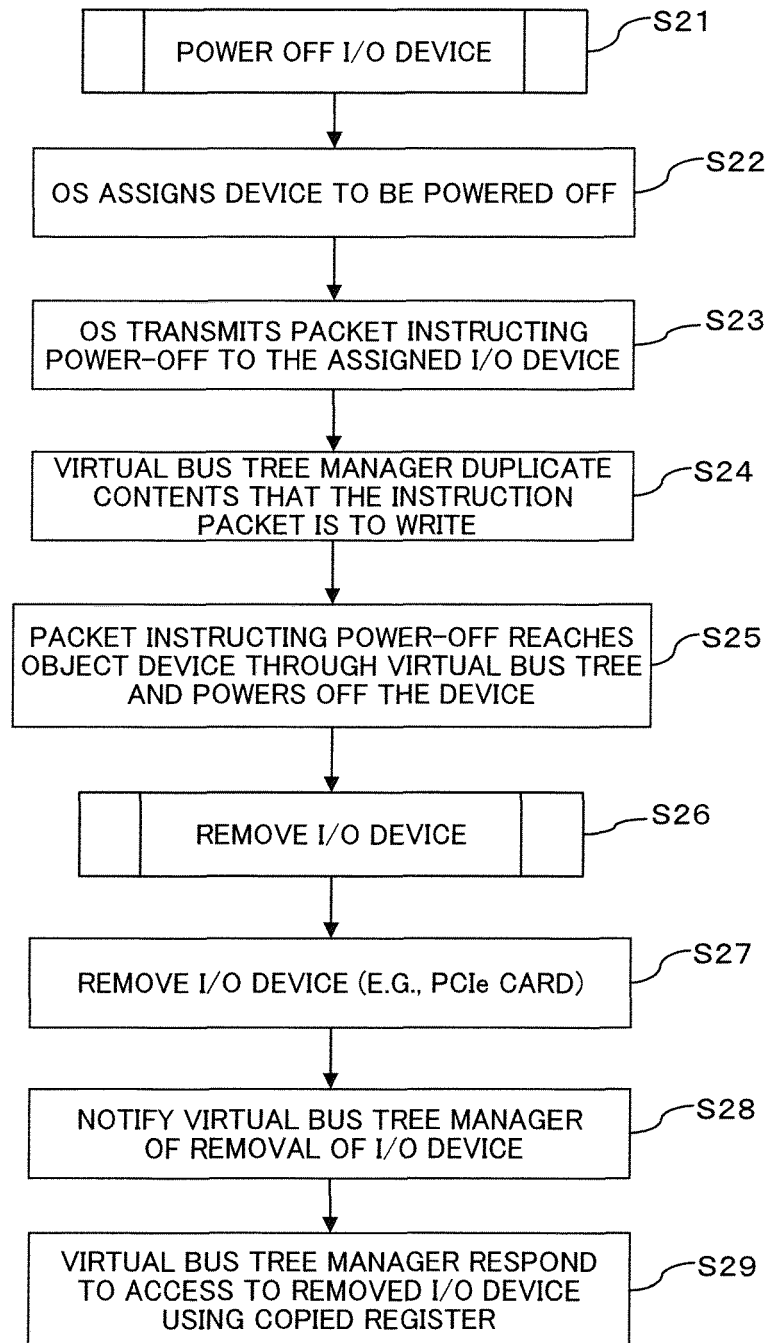 POWER OFF I/O DEVICE
S21
OS ASSIGNS DEVICE TO BE POWERED OFF
S22
OS TRANSMITS PACKET INSTRUCTING
POWER-OFF TO THE ASSIGNED I/O DEVICE
S23
VIRTUAL BUS TREE MANAGER DUPLICATE
CONTENTS THAT THE INSTRUCTION
PACKET IS TO WRITE
S24
PACKET INSTRUCTING POWER-OFF REACHES
OBJECT DEVICE THROUGH VIRTUAL BUS TREE
AND POWERS OFF THE DEVICE
S25
REMOVE I/O DEVICE
S26
REMOVE I/O DEVICE (E.G., PCIe CARD)
S27
NOTIFY VIRTUAL BUS TREE MANAGER
OF REMOVAL OF I/O DEVICE
S28
VIRTUAL BUS TREE MANAGER RESPOND
TO ACCESS TO REMOVED I/O DEVICE
USING COPIED REGISTER
S29